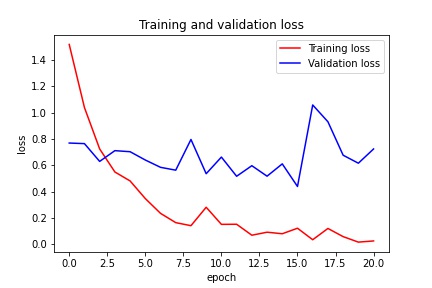 Training and validation loss
Training loss
Validation loss
1.4
1.2
1.0
0.8
0.6
0.4
0.2
0.0
loss
0.0 2.5 5.0 7.5 10.0 12.5 15.0 17.5 20.0
epoch